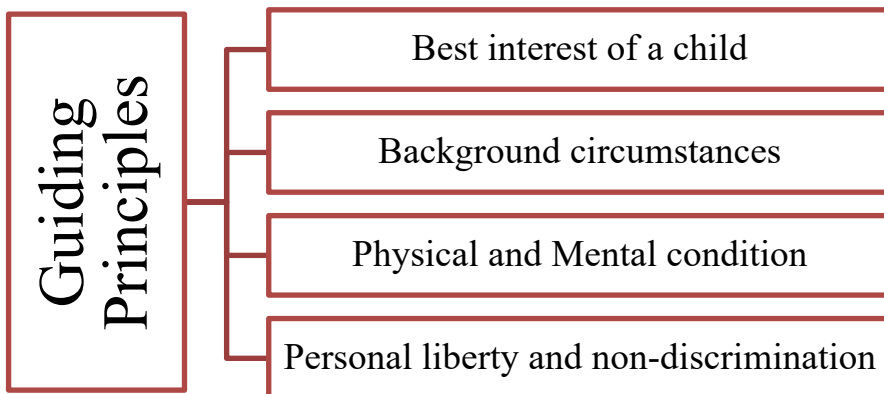 Guiding
Principles
Best interest of a child
Background circumstances
Physical and Mental condition
Personal liberty and non-discrimination